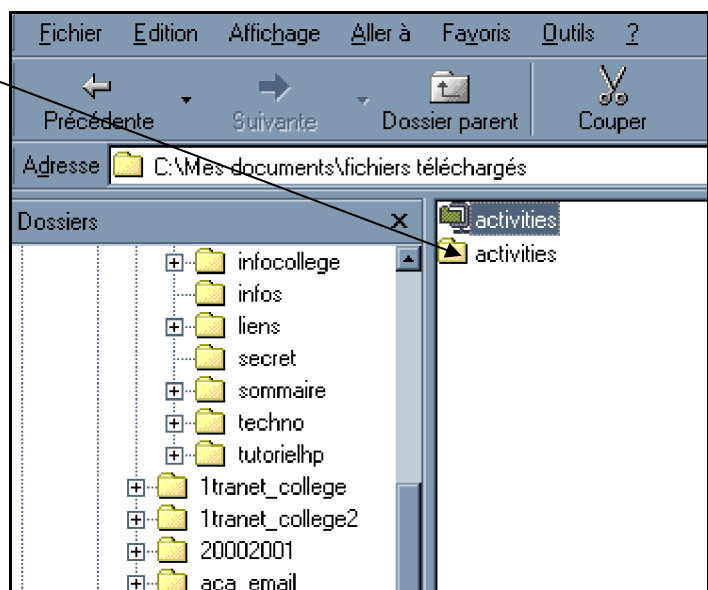 Fichier Edition Affichage Aller à Favoris Outils ?
Précédente Suivante Dossier parent Couper
Adresse C:\Mes documents\fichiers téléchargés
Dossiers
activities
activities
infocollege
infos
liens
secret
sommaire
techno
tutorielhp
1tranet_college
1tranet_college2
20002001
aca_email